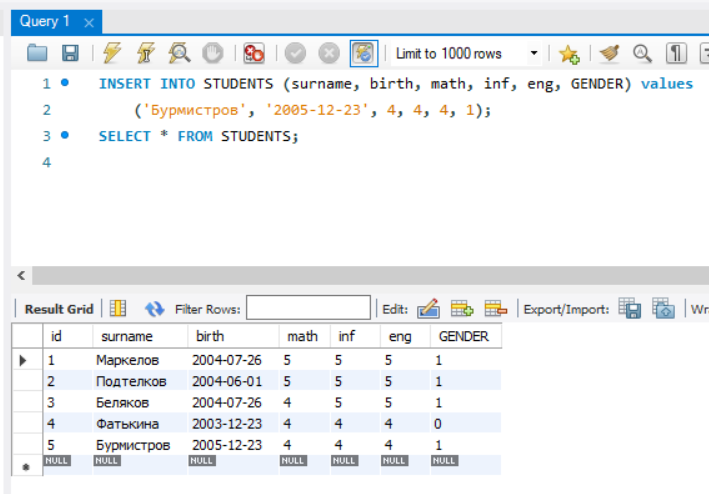 Query 1 ×
Limit to 1000 rows
1 INSERT INTO STUDENTS (surname, birth, math, inf, eng, GENDER) values
2 ('Бурмистров', '2005-12-23', 4, 4, 4, 1);
3 SELECT * FROM STUDENTS;
4
Result Grid Filter Rows: Edit: Export/Import:
id surname birth math inf eng GENDER
1 Маркелов 2004-07-26 5 5 5 1
2 Подтелков 2004-06-01 5 5 5 1
3 Беляков 2004-07-26 4 5 5 1
4 Фатькина 2003-12-23 4 4 4 0
5 Бурмистров 2005-12-23 4 4 4 1
NULL NULL NULL NULL NULL NULL NULL